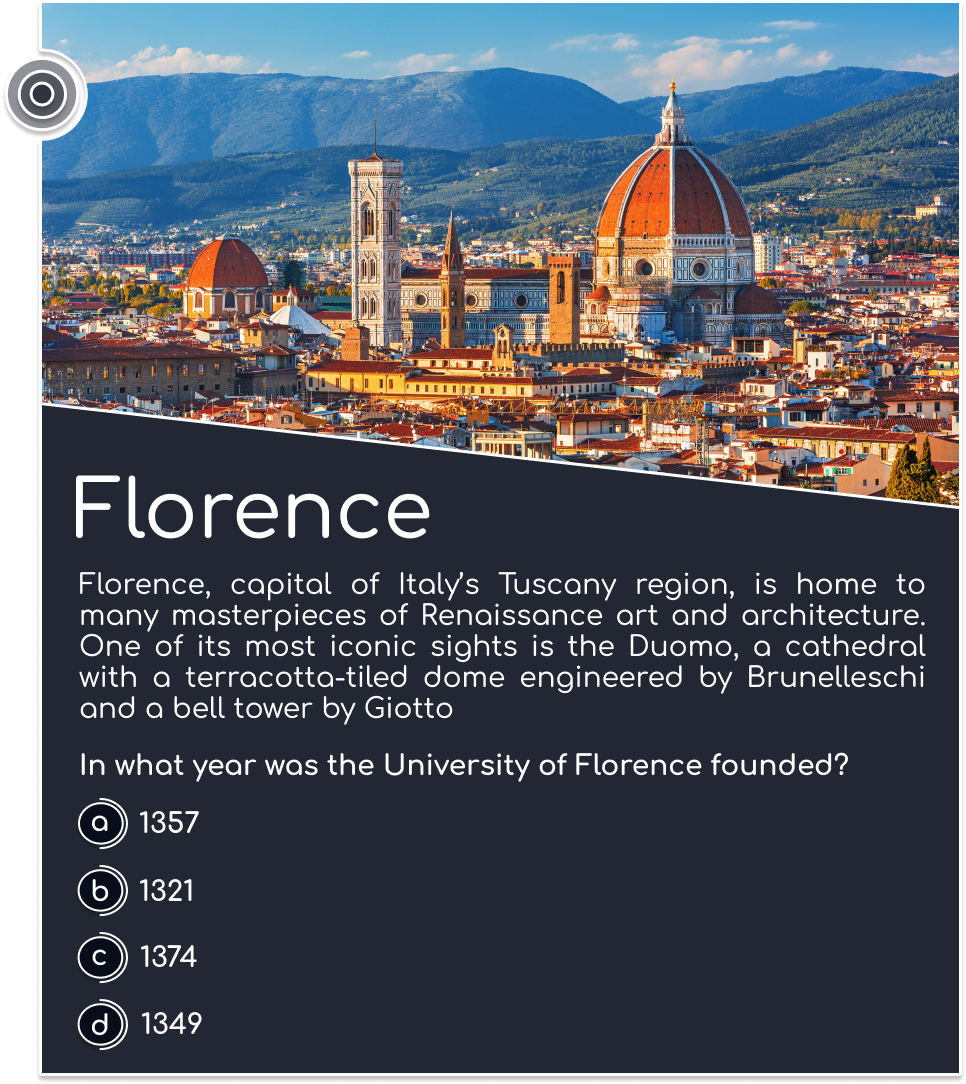 Florence
Florence, capital of Italy's Tuscany region, is home to
many masterpieces of Renaissance art and architecture.
One of its most iconic sights is the Duomo, a cathedral
with a terracotta-tiled dome engineered by Brunelleschi
and a bell tower by Giotto
In what year was the University of Florence founded?
a 1357
b 1321
c 1374
d 1349